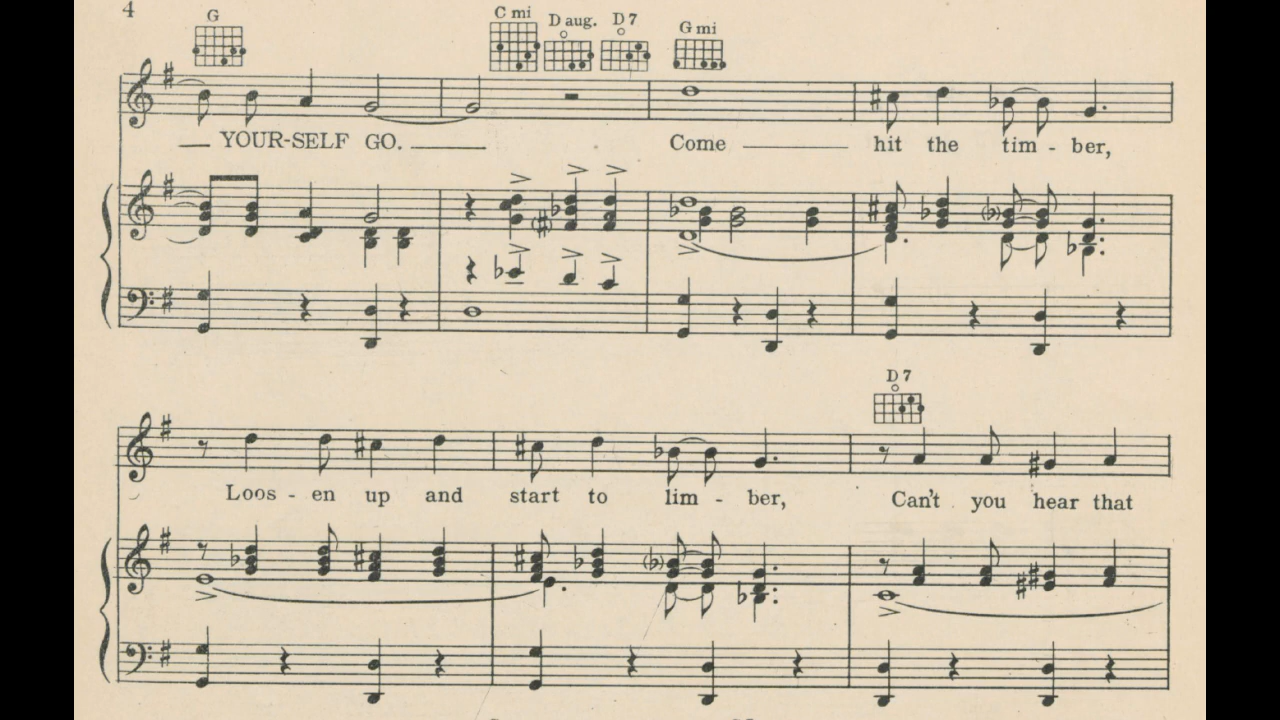 4
G C mi D aug. D 7 G mi
YOUR-SELF GO. Come hit the tim - ber,
D 7
Loos - en up and start to lim - ber, Can't you hear that